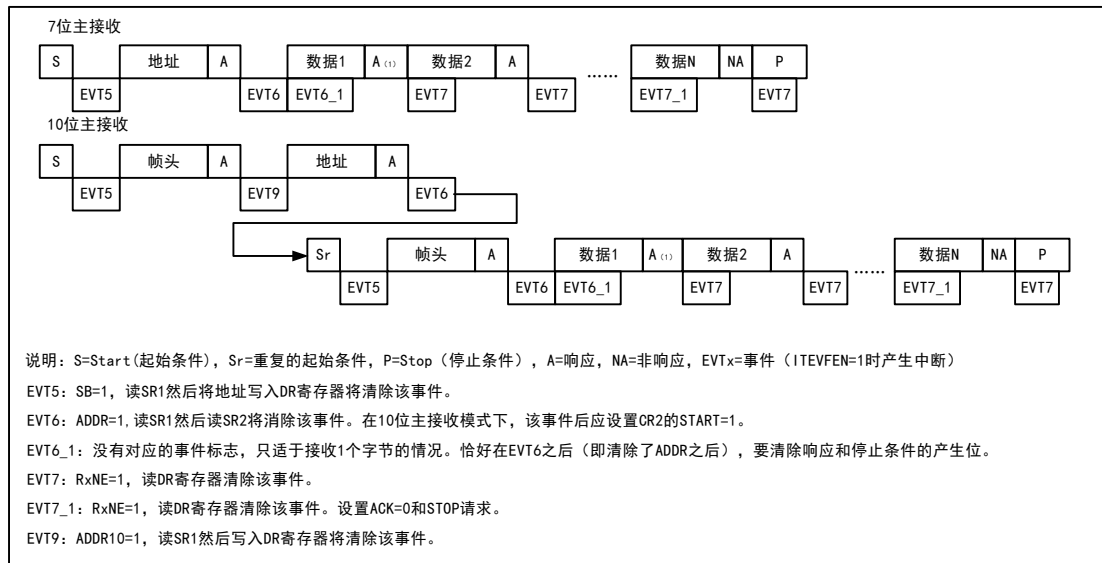 7位主接收
S 地址 A 数据1 A (1) 数据2 A …… 数据N NA P
EVT5 EVT6 EVT6_1 EVT7 EVT7 EVT7_1 EVT7
10位主接收
S 帧头 A 地址 A
EVT5 EVT9 EVT6
Sr 帧头 A 数据1 A (1) 数据2 A …… 数据N NA P
EVT5 EVT6 EVT6_1 EVT7 EVT7 EVT7_1 EVT7
说明：S=Start(起始条件)，Sr=重复的起始条件，P=Stop（停止条件），A=响应，NA=非响应，EVTx=事件（ITEVFEN=1时产生中断）
EVT5：SB=1，读SR1然后将地址写入DR寄存器将清除该事件。
EVT6：ADDR=1,读SR1然后读SR2将消除该事件。在10位主接收模式下，该事件后应设置CR2的START=1。
EVT6_1：没有对应的事件标志，只适于接收1个字节的情况。恰好在EVT6之后（即清除了ADDR之后），要清除响应和停止条件的产生位。
EVT7：RxNE=1，读DR寄存器清除该事件。
EVT7_1：RxNE=1，读DR寄存器清除该事件。设置ACK=0和STOP请求。
EVT9：ADDR10=1，读SR1然后写入DR寄存器将清除该事件。